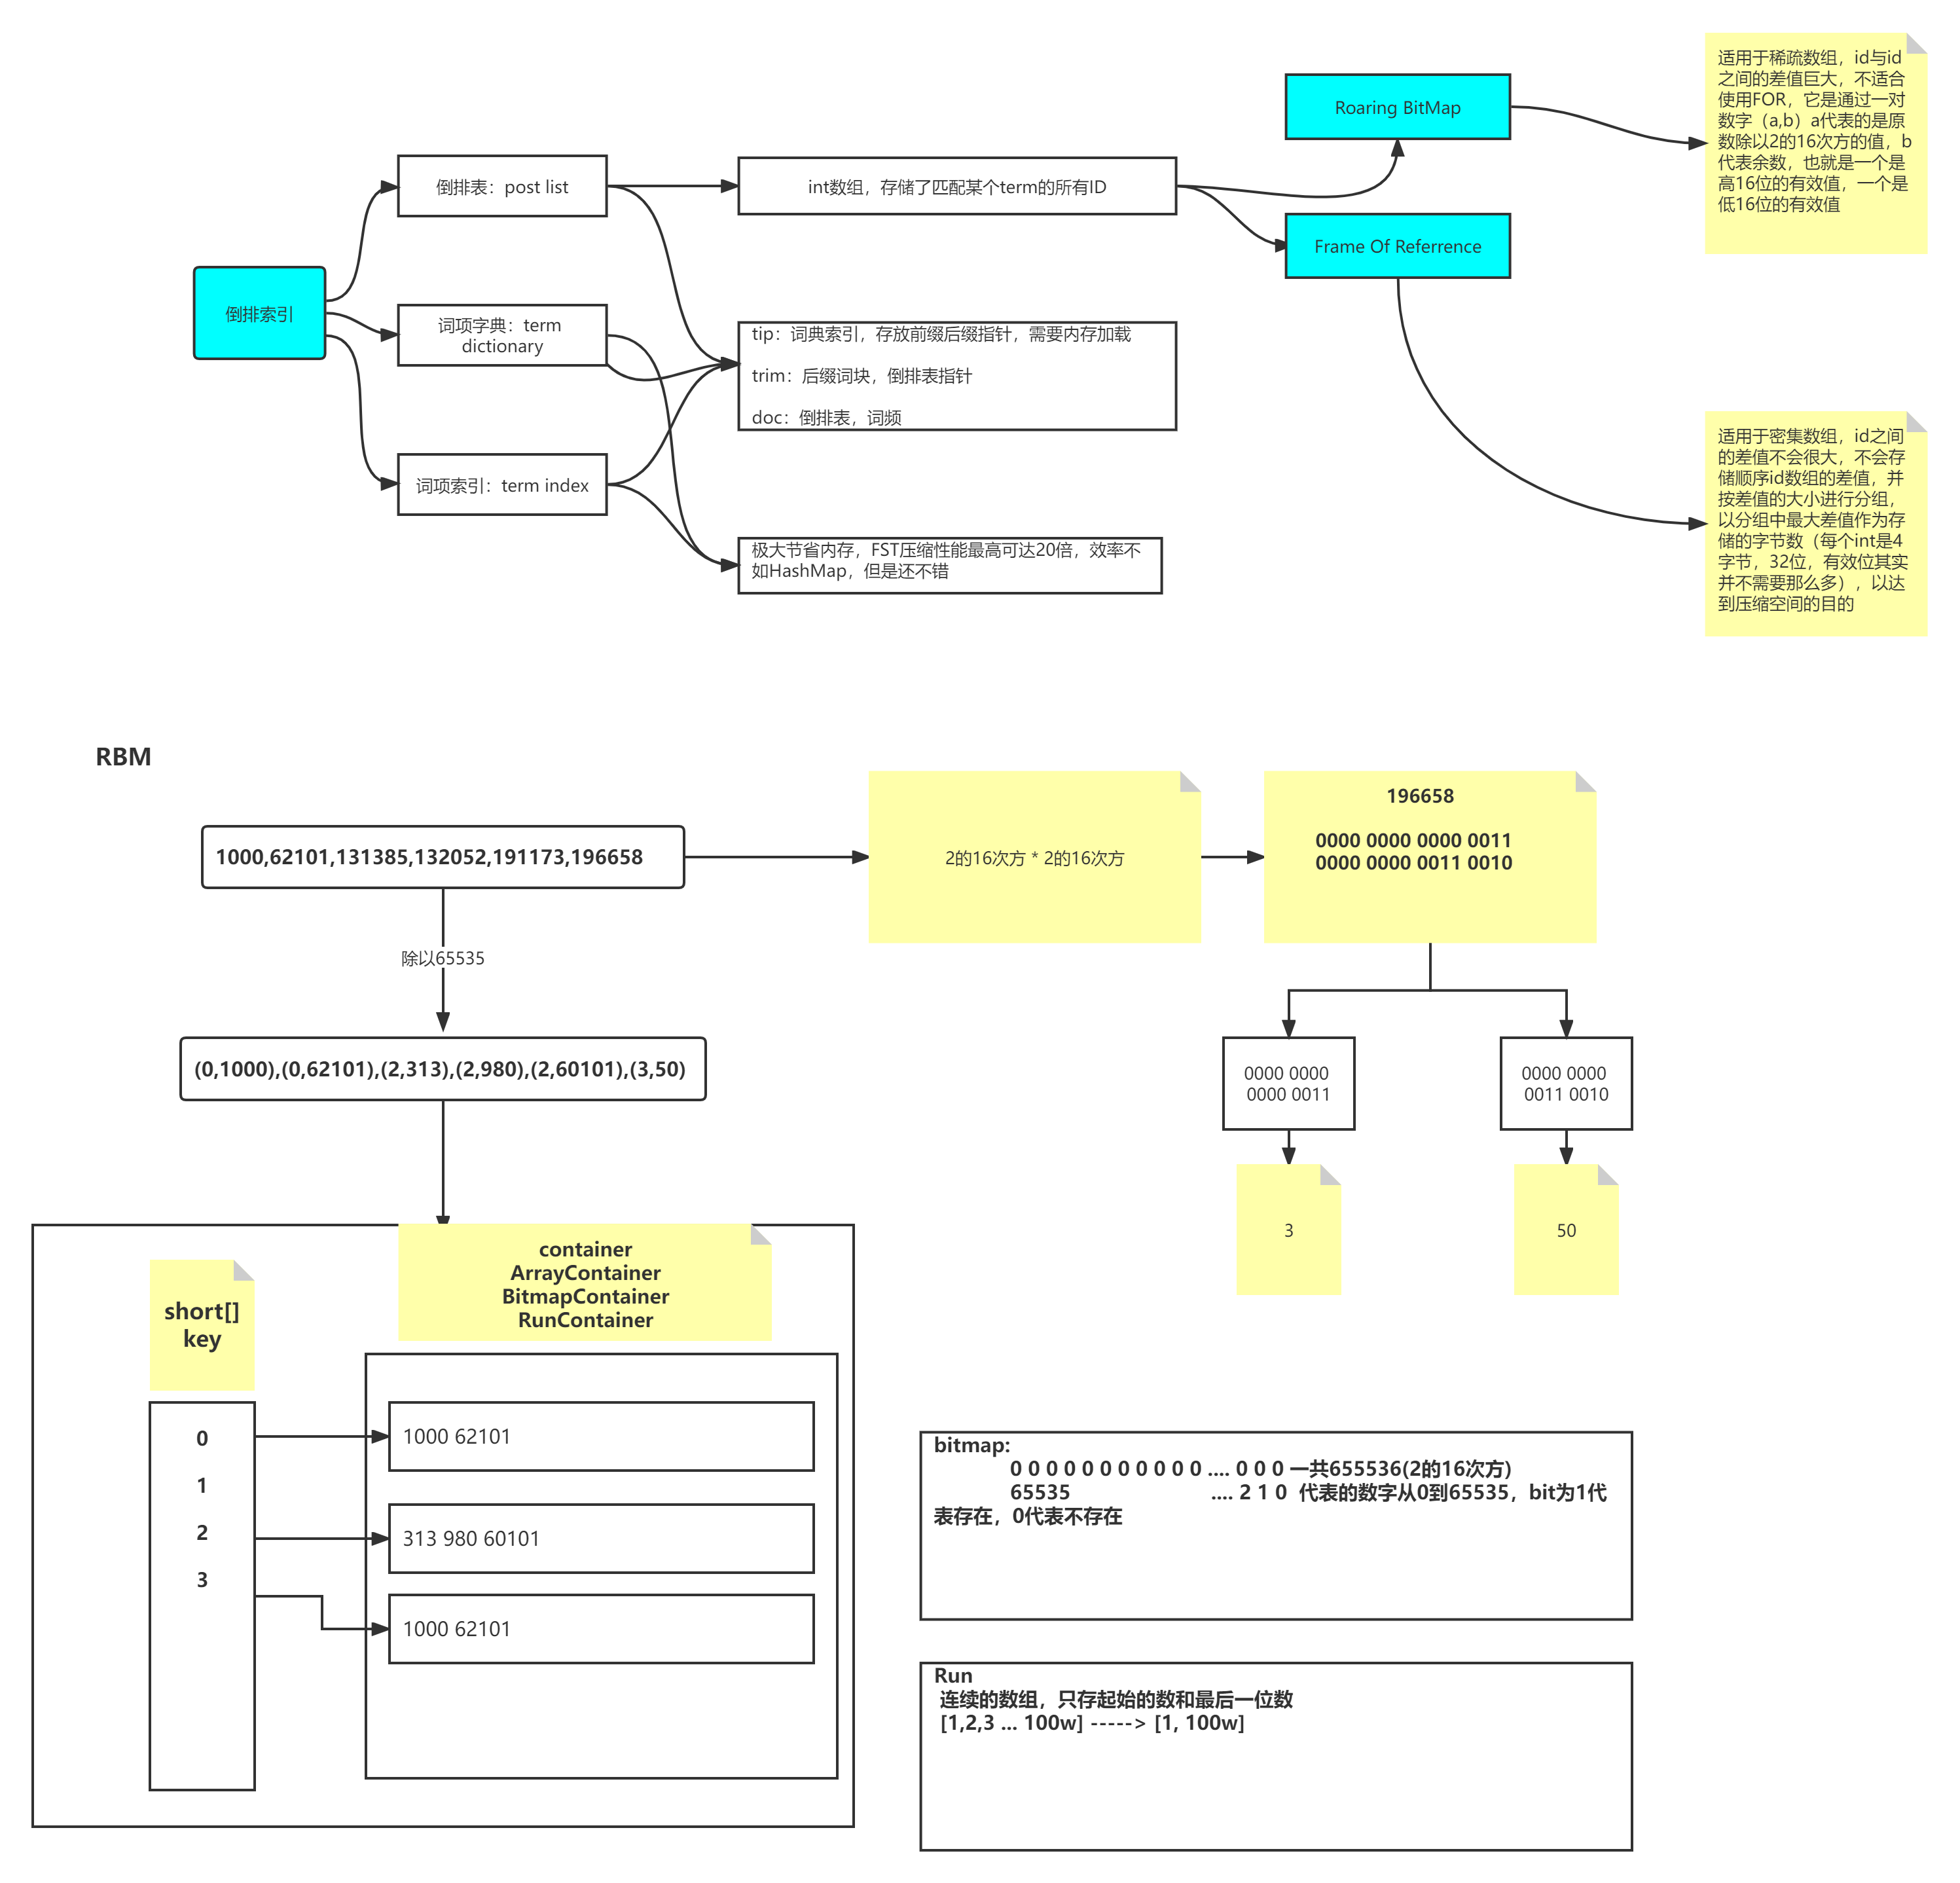 适用于稀疏数组，id与id
之间的差值巨大，不适合
使用FOR，它是通过一对
数字（a,b）a代表的是原
数除以2的16次方的值，b
代表余数，也就是一个是
高16位的有效值，一个是
低16位的有效值
Roaring BitMap
倒排表：post list
int数组，存储了匹配某个term的所有ID
Frame Of Referrence
倒排索引
词项字典：term
dictionary
tip：词典索引，存放前缀后缀指针，需要内存加载
trim：后缀词块，倒排表指针
doc：倒排表，词频
词项索引：term index
适用于密集数组，id之间
的差值不会很大，不会存
储顺序id数组的差值，并
按差值的大小进行分组，
以分组中最大差值作为存
储的字节数（每个int是4
字节，32位，有效位其实
并不需要那么多），以达
到压缩空间的目的
极大节省内存，FST压缩性能最高可达20倍，效率不
如HashMap，但是还不错
RBM
1000,62101,131385,132052,191173,196658
2的16次方 * 2的16次方
196658
0000 0000 0000 0011
0000 0000 0011 0010
除以65535
(0,1000),(0,62101),(2,313),(2,980),(2,60101),(3,50)
0000 0000
0000 0011
0000 0000
0011 0010
3
50
container
ArrayContainer
BitmapContainer
RunContainer
short[]
key
0
1
2
3
1000 62101
313 980 60101
1000 62101
bitmap:
0 0 0 0 0 0 0 0 0 0 0 .... 0 0 0 一共655536(2的16次方)
65535 .... 2 1 0 代表的数字从0到65535，bit为1代
表存在，0代表不存在
Run
连续的数组，只存起始的数和最后一位数
[1,2,3 ... 100w] -----> [1, 100w]